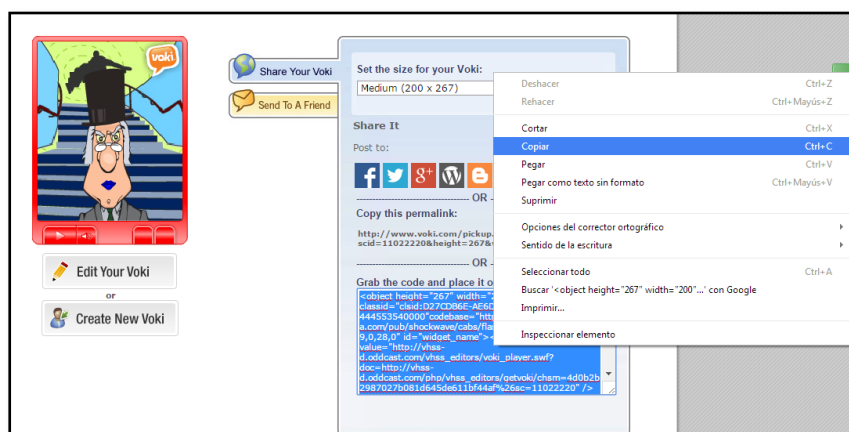 voki
Share Your Voki
Send To A Friend
Set the size for your Voki:
Medium (200 x 267)
Share It
Post to:
OR
Copy this permalink:
http://www.voki.com/pickup.
scid=11022220&height=267&
OR
Grab the code and place it o
<object height="267" width="2
classid="clsid:D27CDB6E-AE6D
444553540000"codebase="http
a.com/pub/shockwave/cabs/flas
9,0,28,0" id="widget_name"><
value="http://vhss-
d.oddcast.com/vhss_editors/voki_player.swf?
doc=http://vhss-
d.oddcast.com/php/vhss_editors/getvoki/chsm=4d0b2b
2987027b081d645de611bf44af%26sc=11022220" />
Edit Your Voki
or
Create New Voki
Deshacer Ctrl+Z
Rehacer Ctrl+Mayús+Z
Cortar Ctrl+X
Copiar Ctrl+C
Pegar Ctrl+V
Pegar como texto sin formato Ctrl+Mayús+V
Suprimir
Opciones del corrector ortográfico
Sentido de la escritura
Seleccionar todo Ctrl+A
Buscar '<object height="267" width="200"...' con Google
Imprimir...
Inspeccionar elemento